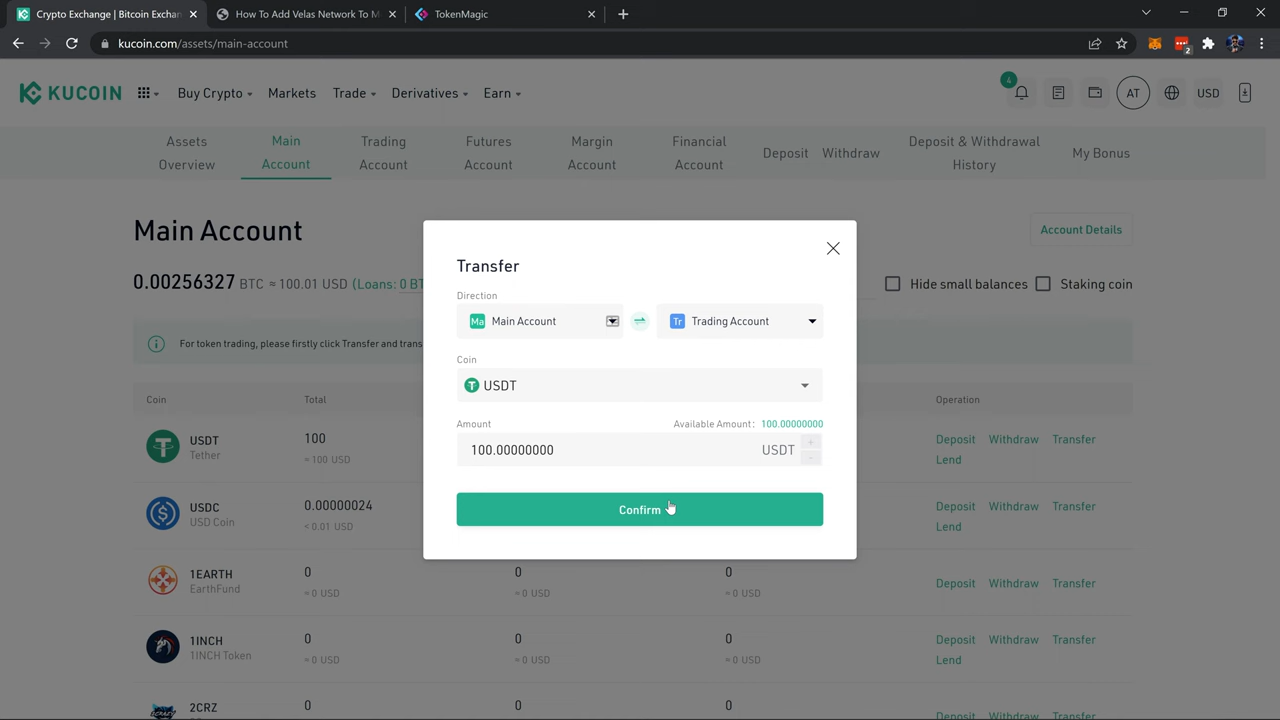 Crypto Exchange | Bitcoin Exchan
How To Add Velas Network To M
TokenMagic
kucoin.com/assets/main-account
2
KUCOIN
Buy Crypto
Markets
Trade
Derivatives
Earn
4
AT
USD
Assets Overview
Main Account
Trading Account
Futures Account
Margin Account
Financial Account
Deposit
Withdraw
Deposit & Withdrawal History
My Bonus
Main Account
Account Details
0.00256327 BTC ≈ 100.01 USD (Loans: 0 BT
Hide small balances
Staking coin
For token trading, please firstly click Transfer and trans
Coin
Total
Operation
USDT
Tether
100
≈ 100 USD
Deposit Withdraw Transfer
Lend
USDC
USD Coin
0.00000024
< 0.01 USD
Deposit Withdraw Transfer
Lend
1EARTH
EarthFund
0
≈ 0 USD
0
≈ 0 USD
0
≈ 0 USD
Deposit Withdraw Transfer
1INCH
1INCH Token
0
≈ 0 USD
0
≈ 0 USD
0
≈ 0 USD
Deposit Withdraw Transfer
Lend
2CRZ
0
0
0
Transfer
Direction
Ma Main Account
Tr Trading Account
Coin
T USDT
Amount
Available Amount: 100.00000000
100.00000000
USDT
+
-
Confirm